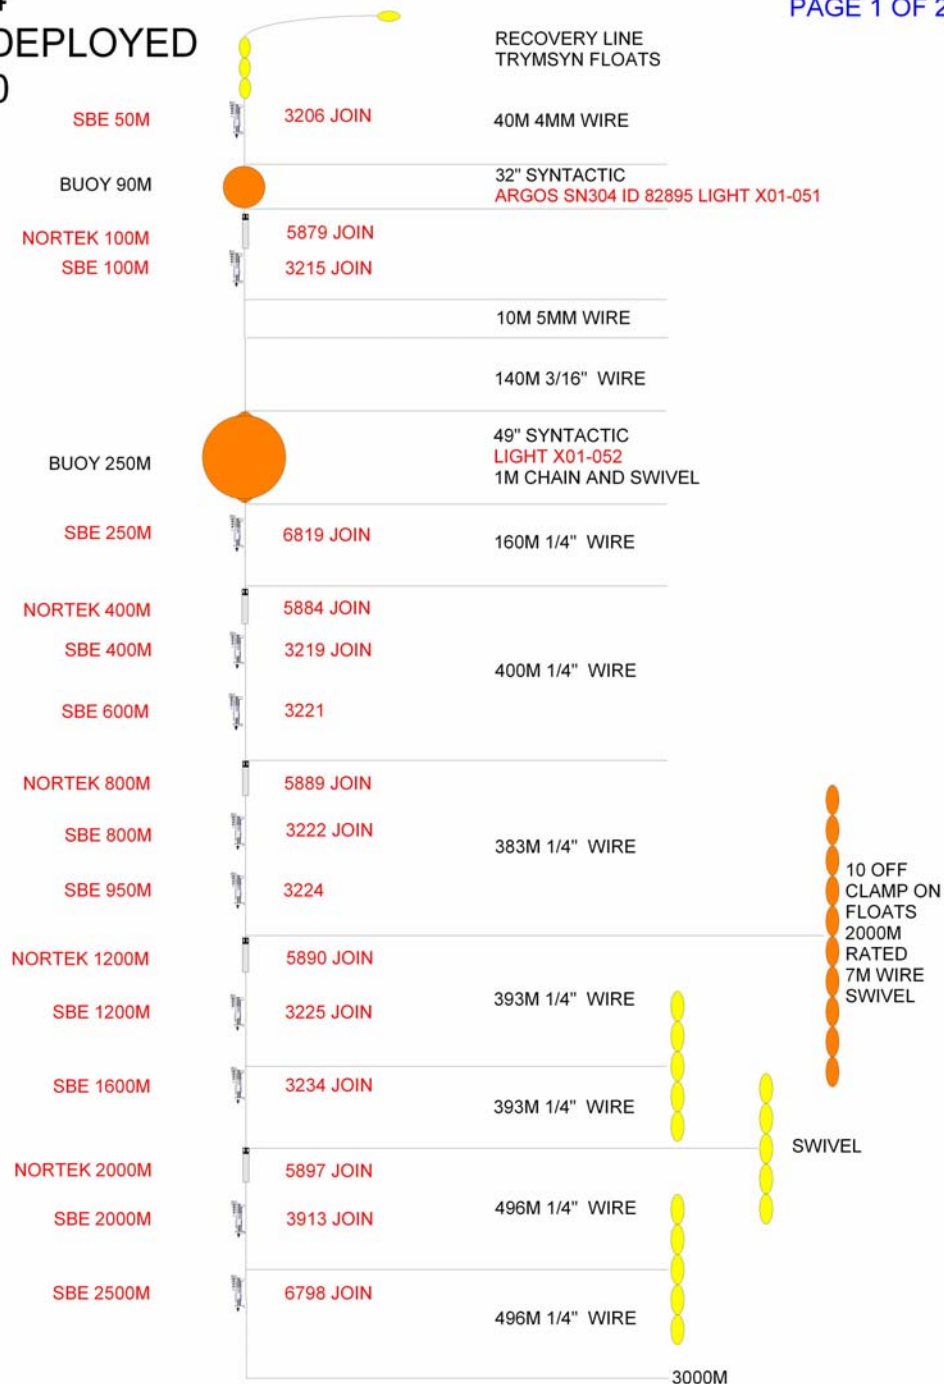 DEPLOYED
PAGE 1 OF 2
RECOVERY LINE
TRYMSYN FLOATS
SBE 50M
3206 JOIN
40M 4MM WIRE
BUOY 90M
32" SYNTACTIC
ARGOS SN304 ID 82895 LIGHT X01-051
NORTEK 100M
5879 JOIN
SBE 100M
3215 JOIN
10M 5MM WIRE
140M 3/16" WIRE
BUOY 250M
49" SYNTACTIC
LIGHT X01-052
1M CHAIN AND SWIVEL
SBE 250M
6819 JOIN
160M 1/4" WIRE
NORTEK 400M
5884 JOIN
SBE 400M
3219 JOIN
400M 1/4" WIRE
SBE 600M
3221
NORTEK 800M
5889 JOIN
SBE 800M
3222 JOIN
383M 1/4" WIRE
SBE 950M
3224
10 OFF
CLAMP ON
FLOATS
2000M
RATED
7M WIRE
SWIVEL
NORTEK 1200M
5890 JOIN
393M 1/4" WIRE
SBE 1200M
3225 JOIN
SBE 1600M
3234 JOIN
393M 1/4" WIRE
SWIVEL
NORTEK 2000M
5897 JOIN
496M 1/4" WIRE
SBE 2000M
3913 JOIN
SBE 2500M
6798 JOIN
496M 1/4" WIRE
3000M